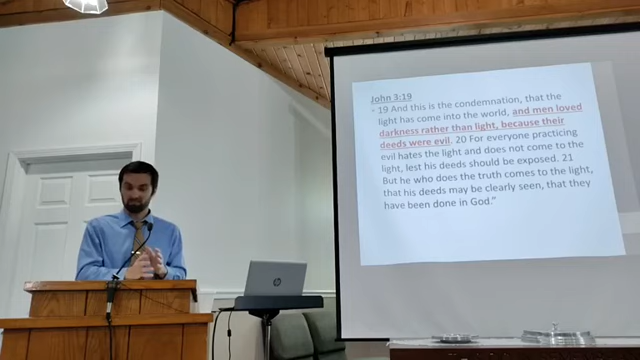 John 3:19
19 And this is the condemnation, that the
light has come into the world, and men loved
darkness rather than light, because their
deeds were evil. 20 For everyone practicing
evil hates the light and does not come to the
light, lest his deeds should be exposed. 21
But he who does the truth comes to the light,
that his deeds may be clearly seen, that they
have been done in God."
hp